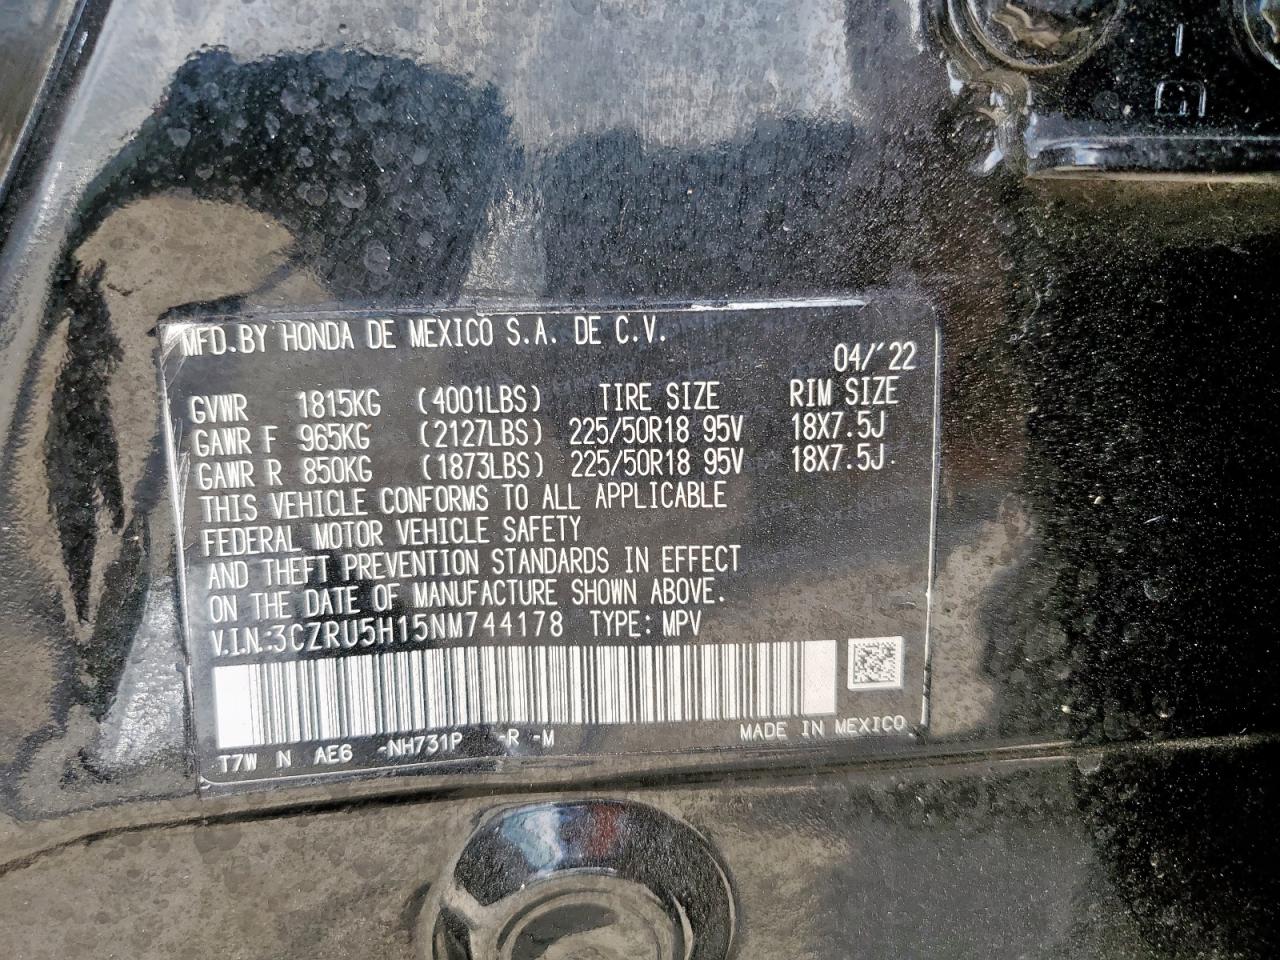 MFD.BY HONDA DE MEXICO S.A. DE C.V.
04/'22
GVWR 1815KG (4001LBS) TIRE SIZE RIM SIZE
GAWR F 965KG (2127LBS) 225/50R18 95V 18X7.5J
GAWR R 850KG (1873LBS) 225/50R18 95V 18X7.5J
THIS VEHICLE CONFORMS TO ALL APPLICABLE
FEDERAL MOTOR VEHICLE SAFETY
AND THEFT PREVENTION STANDARDS IN EFFECT
ON THE DATE OF MANUFACTURE SHOWN ABOVE.
V.I.N.:3CZRU5H15NM744178 TYPE: MPV
MADE IN MEXICO
T7W N AE6 -NH731P -R -M